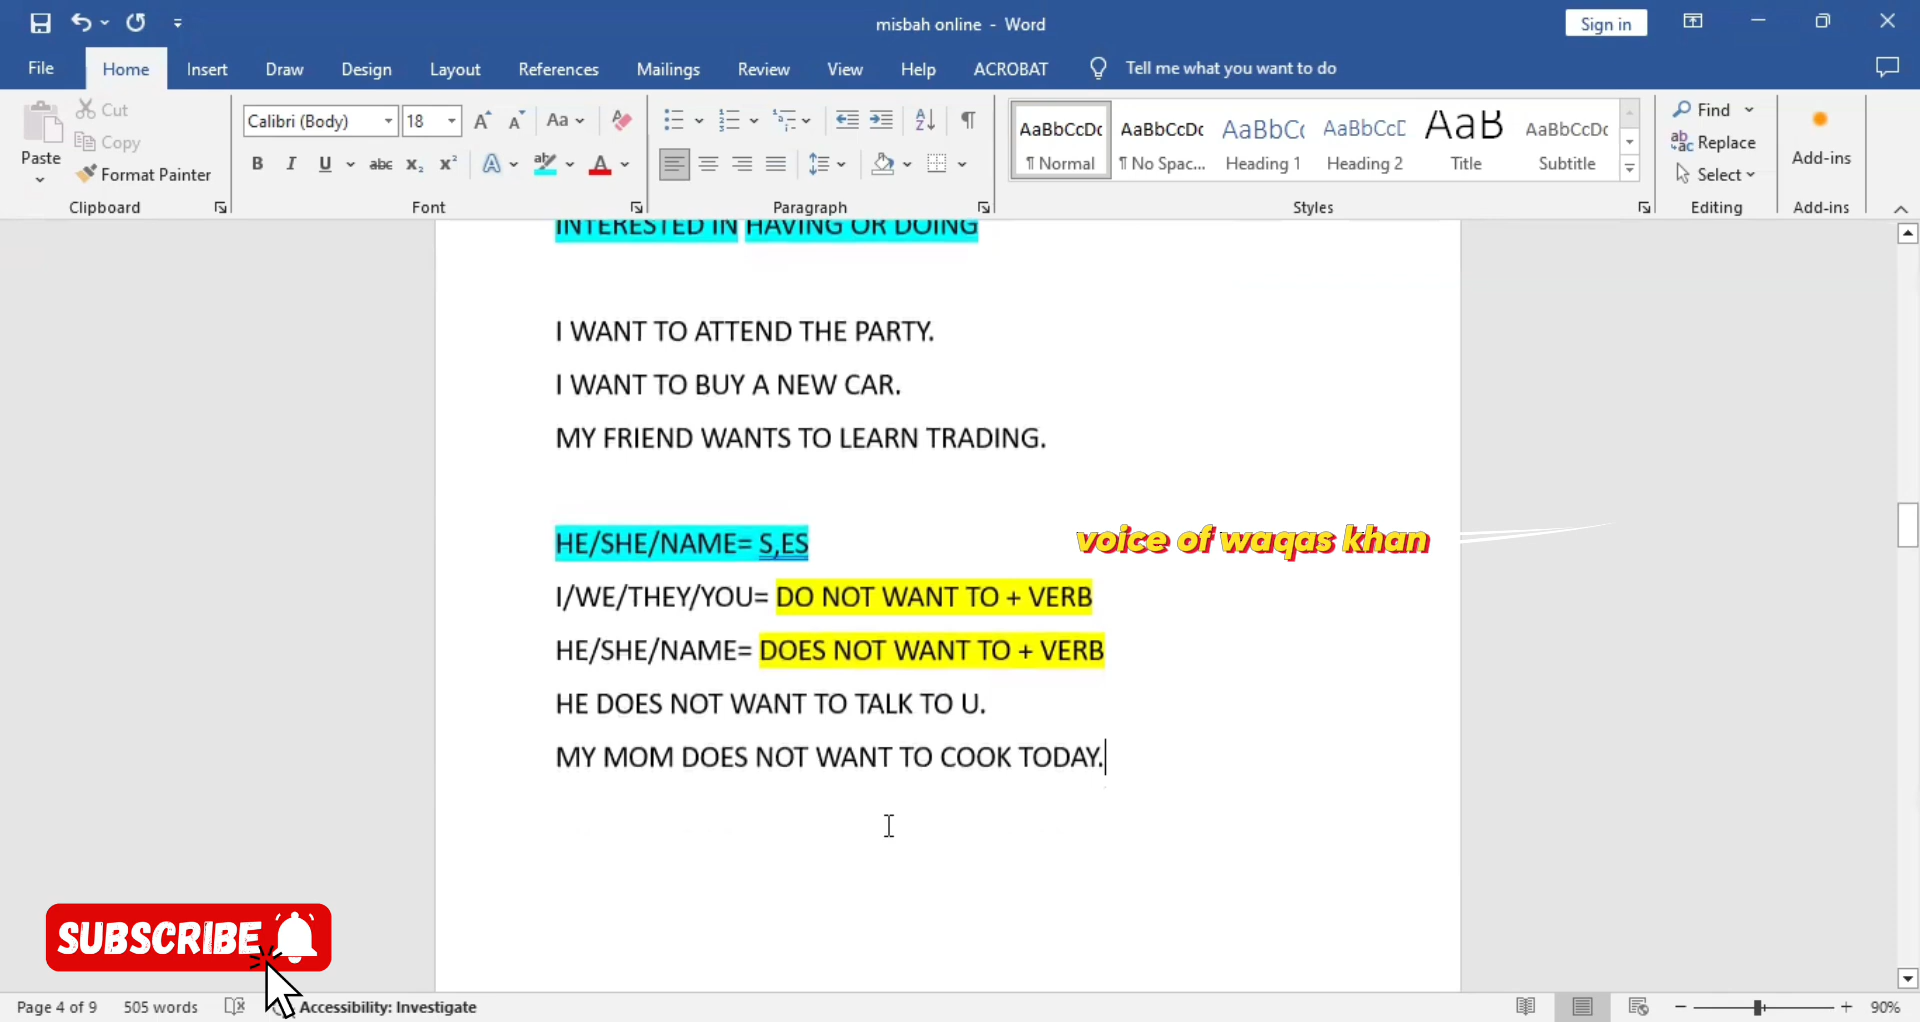 misbah online - Word
Sign in
File Home Insert Draw Design Layout References Mailings Review View Help ACROBAT Tell me what you want to do
Paste
Cut
Copy
Format Painter
Clipboard
Calibri (Body) 18
Font
Paragraph
AaBbCcDc AaBbCcDc AaBbCc AaBbCcD AaB AaBbCcDc
¶ Normal ¶ No Spac... Heading 1 Heading 2 Title Subtitle
Styles
Find
Replace
Select
Editing
Add-ins
Add-ins
INTERESTED IN HAVING OR DOING
I WANT TO ATTEND THE PARTY.
I WANT TO BUY A NEW CAR.
MY FRIEND WANTS TO LEARN TRADING.
HE/SHE/NAME= S,ES
voice of waqas khan
I/WE/THEY/YOU= DO NOT WANT TO + VERB
HE/SHE/NAME= DOES NOT WANT TO + VERB
HE DOES NOT WANT TO TALK TO U.
MY MOM DOES NOT WANT TO COOK TODAY.
SUBSCRIBE
Page 4 of 9 505 words Accessibility: Investigate 90%